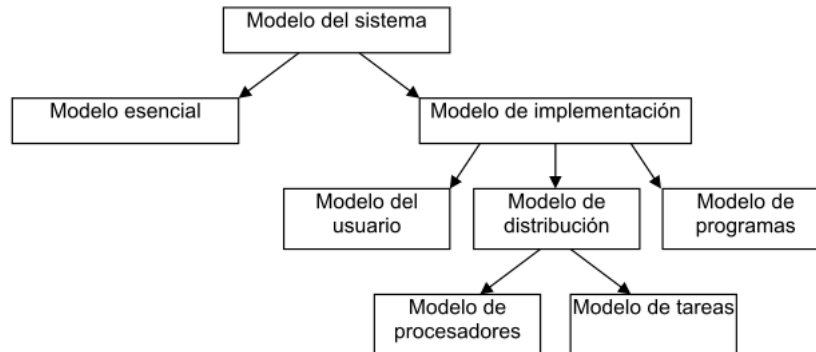 Modelo del sistema
Modelo esencial
Modelo de implementación
Modelo del
usuario
Modelo de
distribución
Modelo de
programas
Modelo de
procesadores
Modelo de tareas